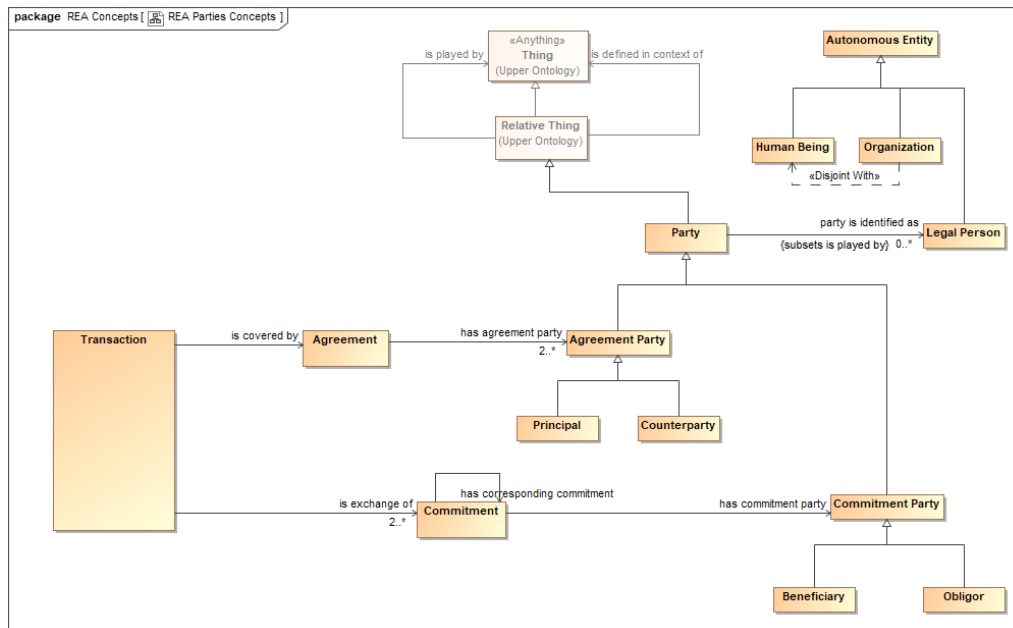 package REA Concepts [ REA Parties Concepts ]
«Anything»
Thing
(Upper Ontology)
is played by
is defined in context of
Relative Thing
(Upper Ontology)
Autonomous Entity
Human Being
Organization
«Disjoint With»
Party
party is identified as
{subsets is played by} 0..*
Legal Person
Transaction
is covered by
Agreement
has agreement party
2..*
Agreement Party
Principal
Counterparty
is exchange of
2..*
has corresponding commitment
Commitment
has commitment party
Commitment Party
Beneficiary
Obligor